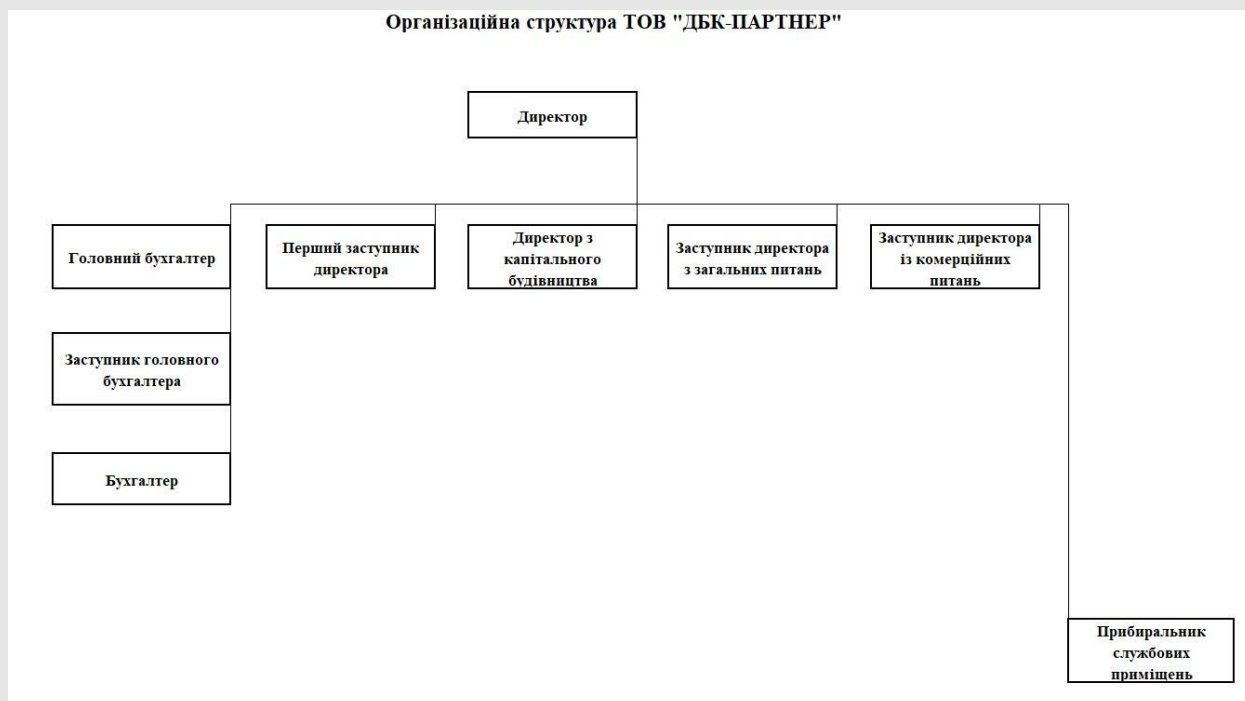 Організаційна структура ТОВ "ДБК-ПАРТНЕР"
Директор
Головний бухгалтер
Перший заступник
директора
Директор з
капітального
будівництва
Заступник директора
з загальних питань
Заступник директора
із комерційних
питань
Заступник головного
бухгалтера
Бухгалтер
Прибиральник
службових
приміщень